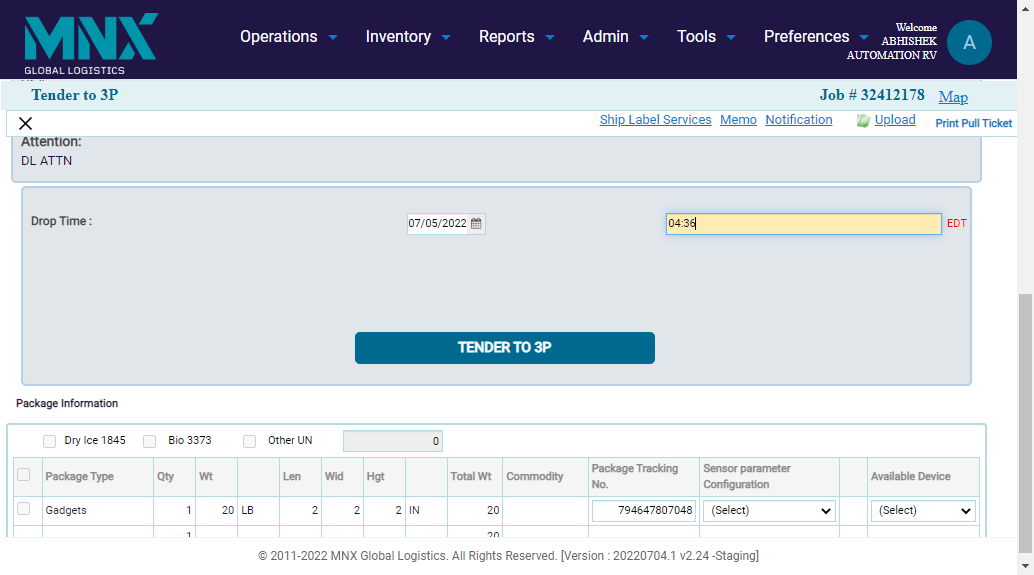 MNX
GLOBAL LOGISTICS
Operations Inventory Reports Admin Tools Preferences
Welcome
ABHISHEK
AUTOMATION RV
A
Tender to 3P Job # 32412178 Map
Ship Label Services Memo Notification Upload Print Pull Ticket
Attention:
DL ATTN
Drop Time : 07/05/2022 04:36 EDT
TENDER TO 3P
Package Information
Dry Ice 1845 Bio 3373 Other UN 0
Package Type Qty Wt Len Wid Hgt Total Wt Commodity Package Tracking No. Sensor parameter Configuration Available Device
Gadgets 1 20 LB 2 2 2 IN 20 794647807048 (Select) (Select)
1 20
© 2011-2022 MNX Global Logistics. All Rights Reserved. [Version : 20220704.1 v2.24 -Staging]